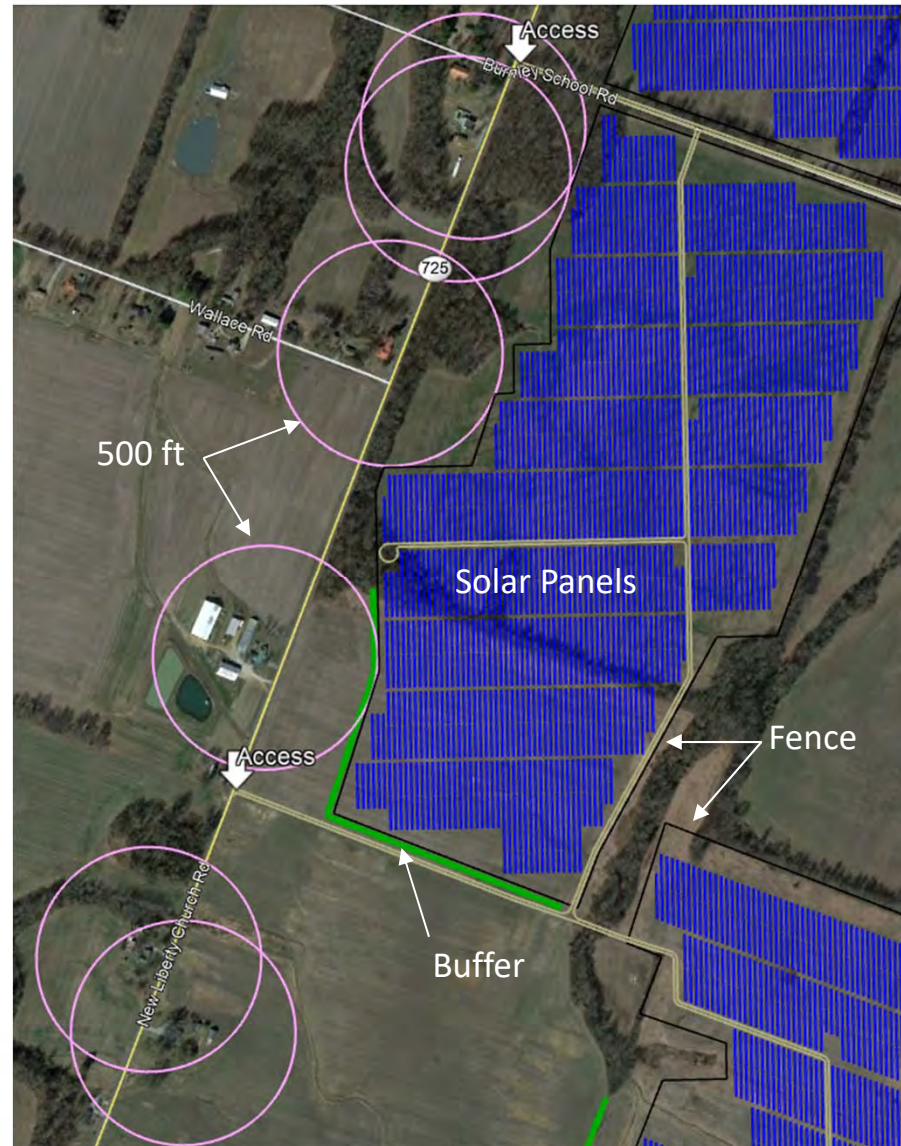 Access
Burnley School Rd
725
Wallace Rd
500 ft
Solar Panels
Fence
Access
Buffer
New Liberty Church Rd